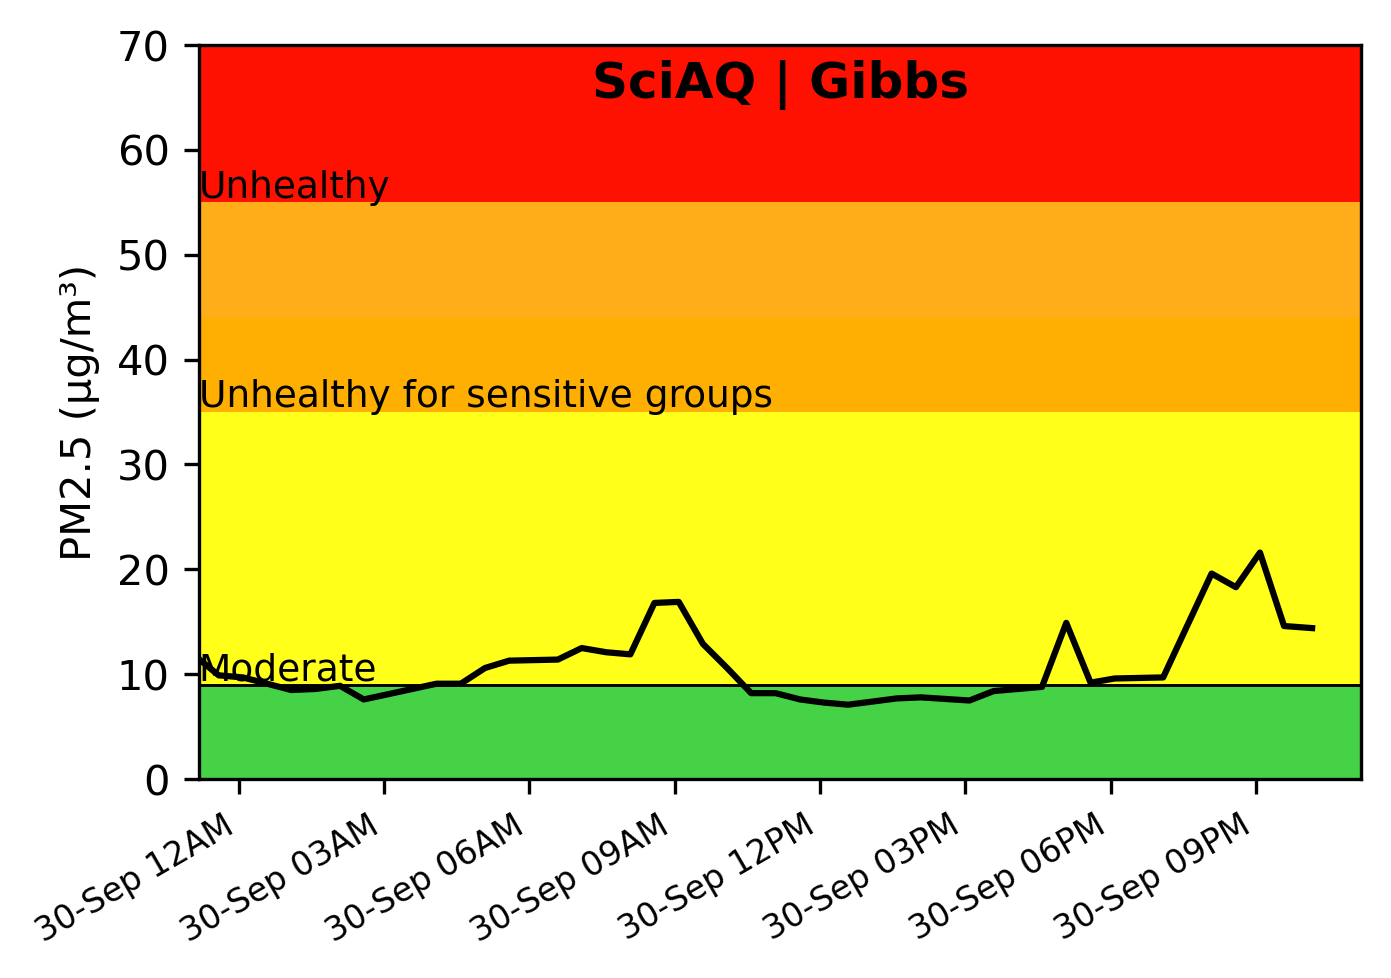 SciAQ | Gibbs
PM2.5 (µg/m³)
70
60
Unhealthy
50
40
Unhealthy for sensitive groups
30
20
10
Moderate
0
30-Sep 12AM
30-Sep 03AM
30-Sep 06AM
30-Sep 09AM
30-Sep 12PM
30-Sep 03PM
30-Sep 06PM
30-Sep 09PM